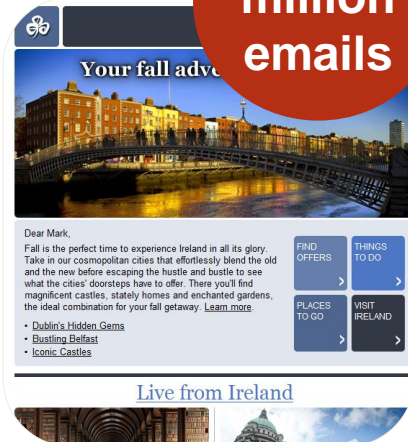 million
emails
Your fall
Dear Mark,
Fall is the perfect time to experience Ireland in all its glory.
Take in our cosmopolitan cities that effortlessly blend the old
and the new before escaping the hustle and bustle to see
what the cities' doorsteps have to offer. There you'll find
magnificent castles, stately homes and enchanted gardens,
the ideal combination for your fall getaway. Learn more.
• Dublin's Hidden Gems
• Bustling Belfast
• Iconic Castles
FIND
OFFERS
THINGS
TO DO
PLACES
TO GO
VISIT
IRELAND
Live from Ireland